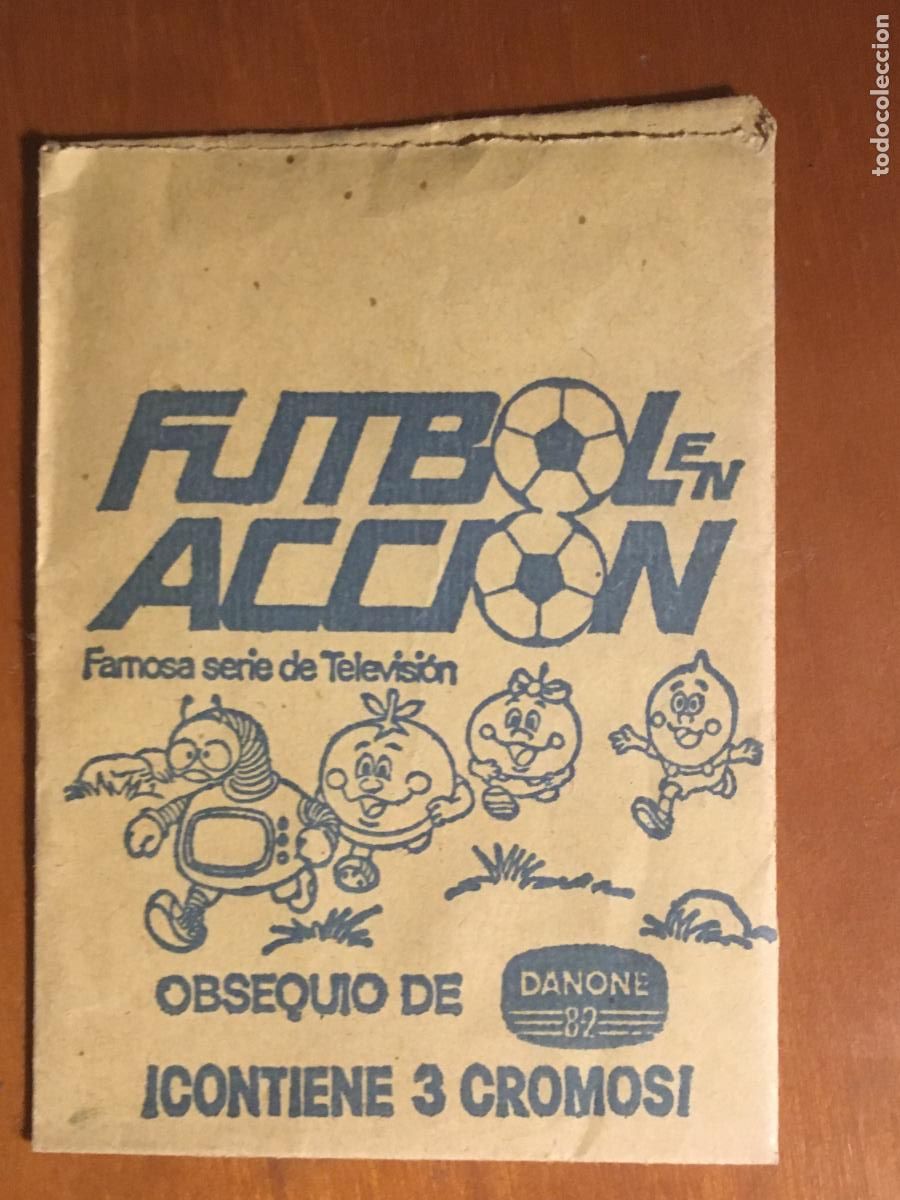 FUTBOL EN
ACCION
Famosa serie de Televisión
OBSEQUIO DE
DANONE
82
¡CONTIENE 3 CROMOS!
todocoleccion